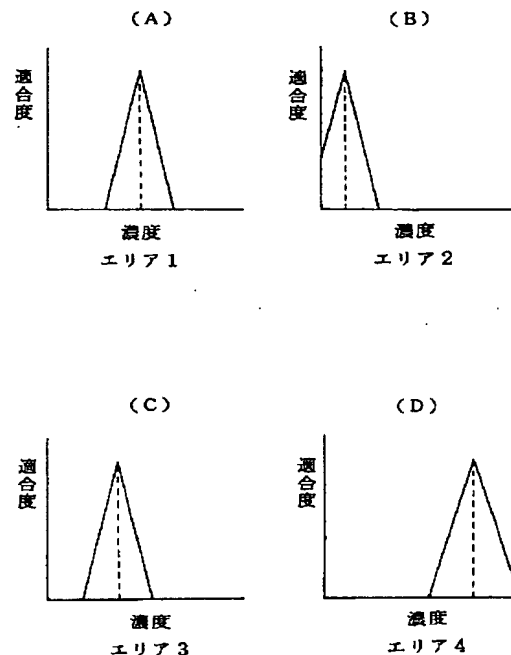 (A)
適合度
濃度
エリア1
(B)
適合度
濃度
エリア2
(C)
適合度
濃度
エリア3
(D)
適合度
濃度
エリア4